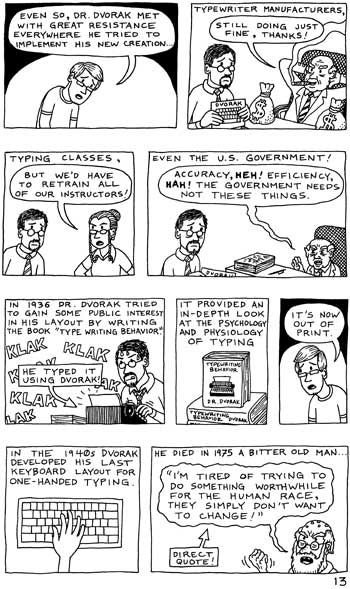 EVEN SO, DR. DVORAK MET
WITH GREAT RESISTANCE
EVERYWHERE HE TRIED TO
IMPLEMENT HIS NEW CREATION...
TYPEWRITER MANUFACTURERS,
STILL DOING JUST
FINE, THANKS!
DVORAK
$
$
TYPING CLASSES,
BUT WE'D HAVE
TO RETRAIN ALL
OF OUR INSTRUCTORS!
EVEN THE U.S. GOVERNMENT!
ACCURACY, HEH! EFFICIENCY,
HAH! THE GOVERNMENT NEEDS
NOT THESE THINGS.
DVORAK
IN 1936 DR. DVORAK TRIED
TO GAIN SOME PUBLIC INTEREST
IN HIS LAYOUT BY WRITING
THE BOOK "TYPE WRITING BEHAVIOR."
KLAK
KLAK
KLAK
HE TYPED IT
USING DVORAK!
KLAK
KLAK
IT PROVIDED AN
IN-DEPTH LOOK
AT THE PSYCHOLOGY
AND PHYSIOLOGY
OF TYPING
TYPEWRITING
BEHAVIOR
DR. DVORAK
TYPEWRITING
BEHAVIOR
DVORAK
IT'S NOW
OUT OF
PRINT.
IN THE 1940s DVORAK
DEVELOPED HIS LAST
KEYBOARD LAYOUT FOR
ONE-HANDED TYPING.
HE DIED IN 1975 A BITTER OLD MAN...
"I'M TIRED OF TRYING TO
DO SOMETHING WORTHWHILE
FOR THE HUMAN RACE,
THEY SIMPLY DON'T WANT
TO CHANGE!"
DIRECT
QUOTE!
13